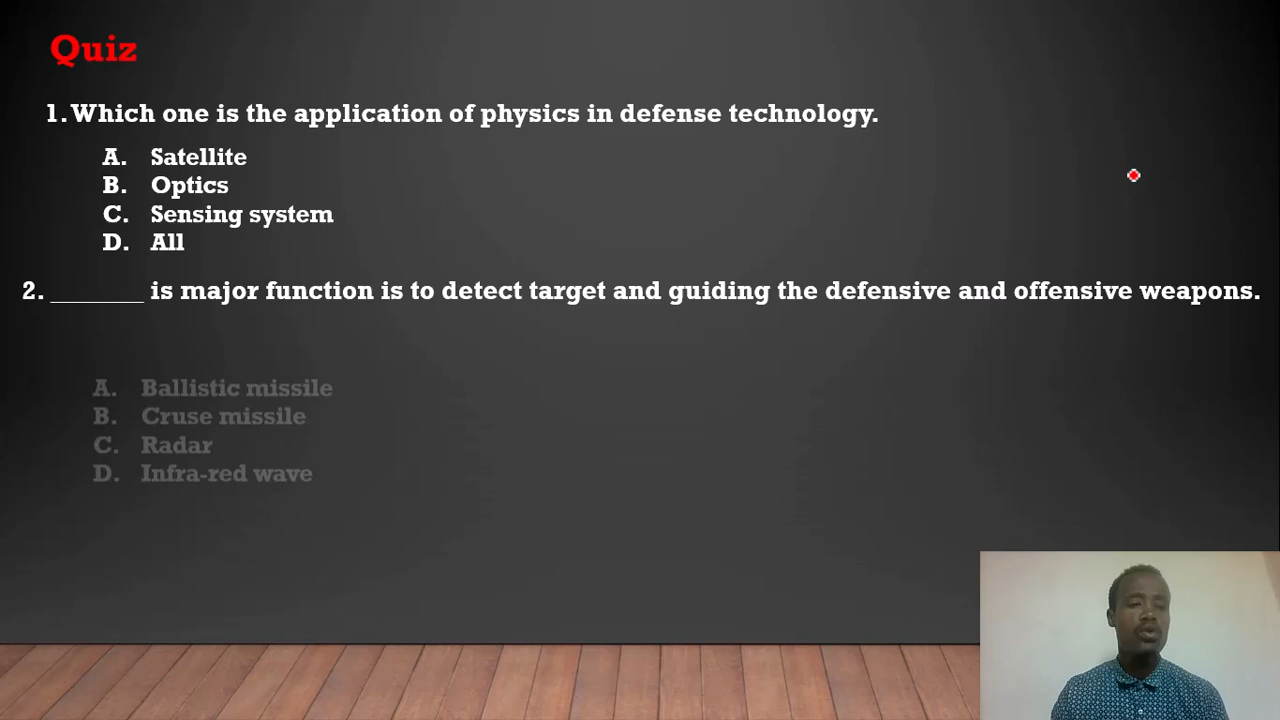 Quiz
1. Which one is the application of physics in defense technology.
A. Satellite
B. Optics
C. Sensing system
D. All
2. _______ is major function is to detect target and guiding the defensive and offensive weapons.
A. Ballistic missile
B. Cruse missile
C. Radar
D. Infra-red wave